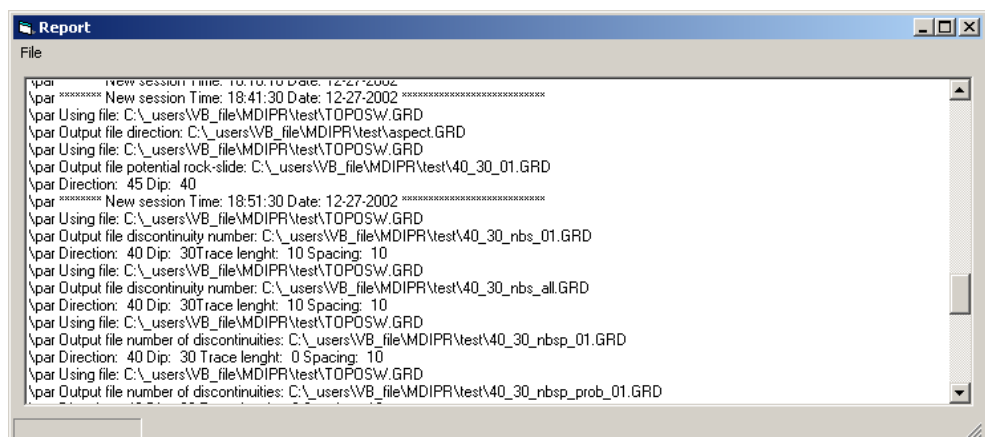 Report
File
\par ******** New session Time: 18:41:30 Date: 12-27-2002 ***************************
\par Using file: C:\_users\VB_file\MDIPR\test\TOPOSW.GRD
\par Output file direction: C:\_users\VB_file\MDIPR\test\aspect.GRD
\par Using file: C:\_users\VB_file\MDIPR\test\TOPOSW.GRD
\par Output file potential rock-slide: C:\_users\VB_file\MDIPR\test\40_30_01.GRD
\par Direction:  45 Dip:  40
\par ******** New session Time: 18:51:30 Date: 12-27-2002 ***************************
\par Using file: C:\_users\VB_file\MDIPR\test\TOPOSW.GRD
\par Output file discontinuity number: C:\_users\VB_file\MDIPR\test\40_30_nbs_01.GRD
\par Direction:  40 Dip:  30Trace lenght:  10 Spacing:  10
\par Using file: C:\_users\VB_file\MDIPR\test\TOPOSW.GRD
\par Output file discontinuity number: C:\_users\VB_file\MDIPR\test\40_30_nbs_all.GRD
\par Direction:  40 Dip:  30Trace lenght:  10 Spacing:  10
\par Using file: C:\_users\VB_file\MDIPR\test\TOPOSW.GRD
\par Output file number of discontinuities: C:\_users\VB_file\MDIPR\test\40_30_nbsp_01.GRD
\par Direction:  40 Dip:  30 Trace lenght:  0 Spacing:  10
\par Using file: C:\_users\VB_file\MDIPR\test\TOPOSW.GRD
\par Output file number of discontinuities: C:\_users\VB_file\MDIPR\test\40_30_nbsp_prob_01.GRD